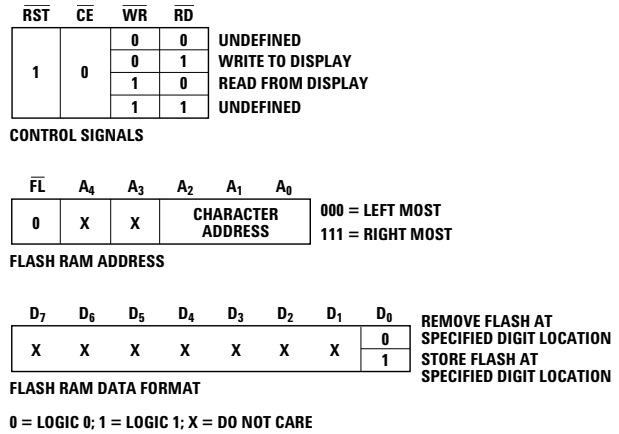 RST CE WR RD
1 0 0 0 UNDEFINED
0 1 WRITE TO DISPLAY
1 0 READ FROM DISPLAY
1 1 UNDEFINED
CONTROL SIGNALS
FL A4 A3 A2 A1 A0
0 X X CHARACTER ADDRESS 000 = LEFT MOST
111 = RIGHT MOST
FLASH RAM ADDRESS
D7 D6 D5 D4 D3 D2 D1 D0
X X X X X X X 0 REMOVE FLASH AT
SPECIFIED DIGIT LOCATION
1 STORE FLASH AT
SPECIFIED DIGIT LOCATION
FLASH RAM DATA FORMAT
0 = LOGIC 0; 1 = LOGIC 1; X = DO NOT CARE